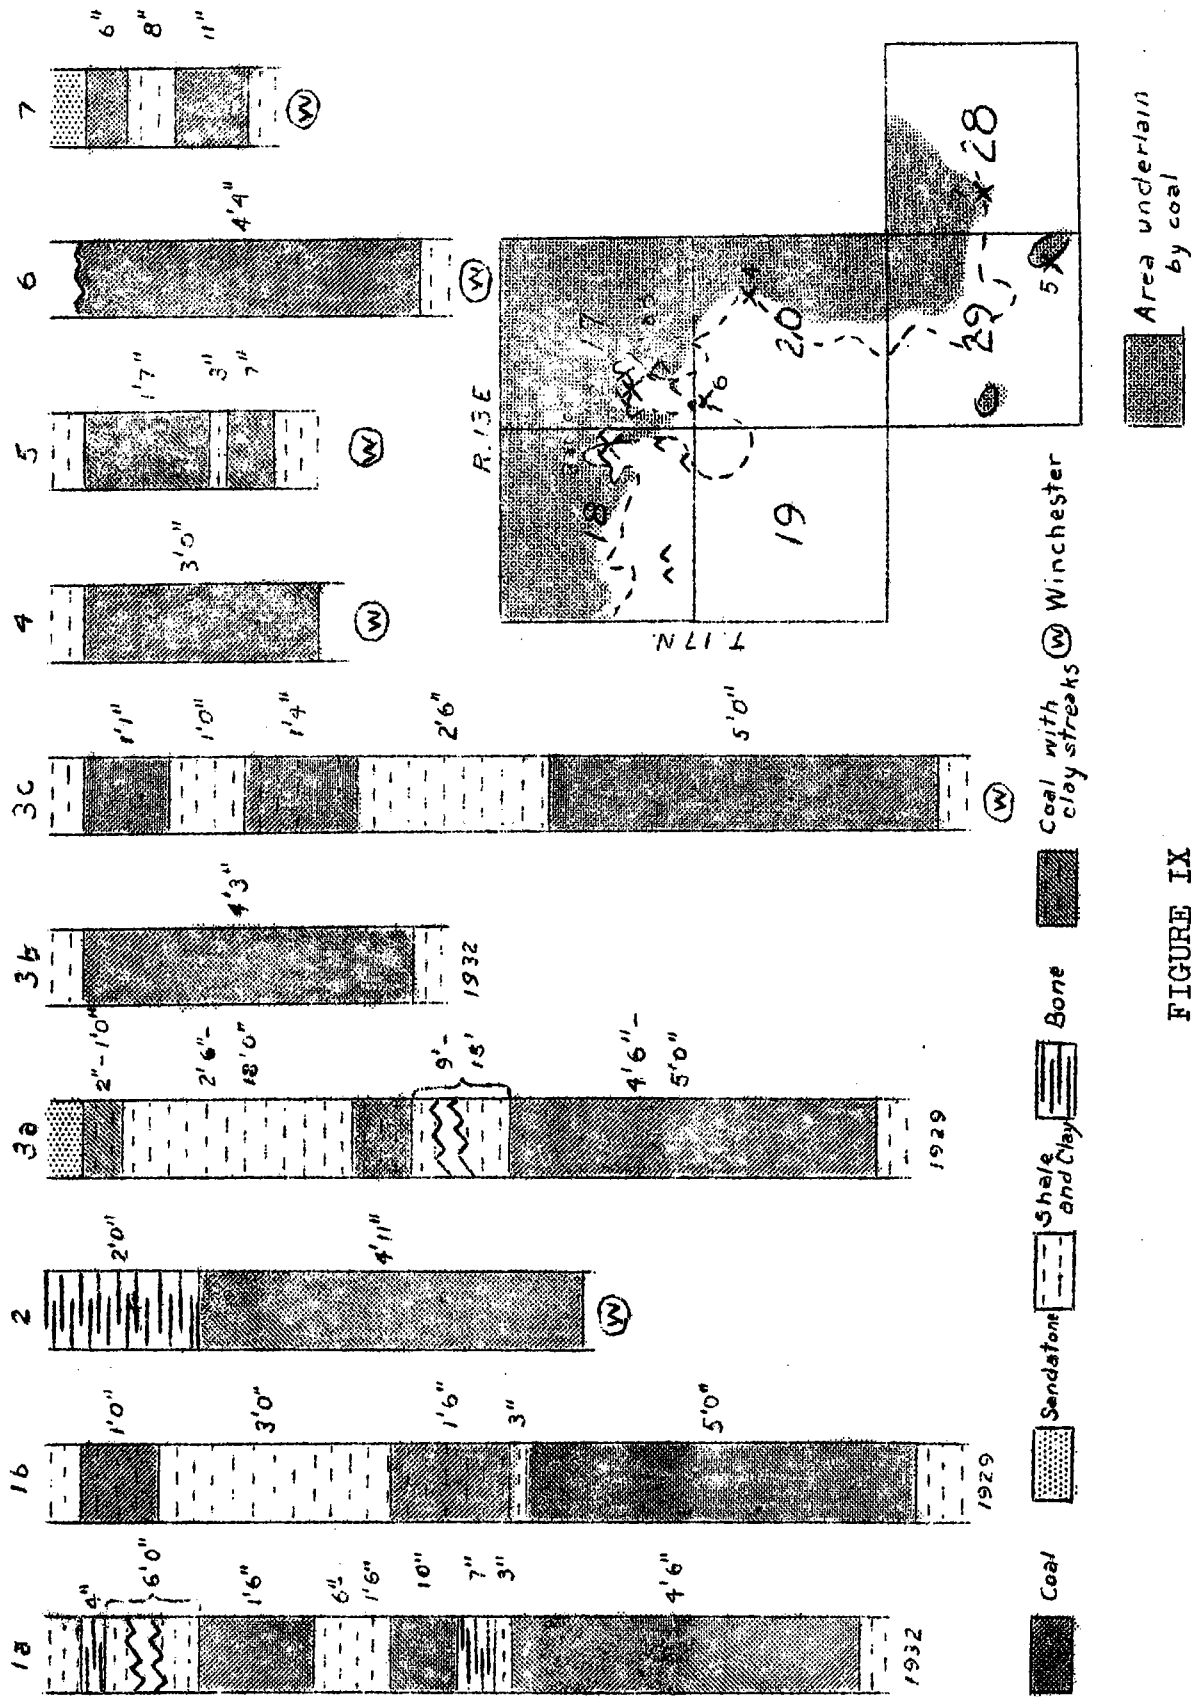 1a
4"
6'0"
1'6"
6"-
1'6"
10"
7"
3"
4'6"
1932
1b
1'0"
3'0"
1'6"
3"
5'0"
1929
2
2'0"
4'11"
W
3a
2"-1'0"
2'6"-
18'0"
9'-
18'
4'6"-
5'0"
1929
3b
4'3"
1932
3c
1'1"
1'0"
1'4"
2'6"
5'0"
W
4
3'0"
W
5
1'7"
3"
7"
W
6
4'4"
W
7
6"
8"
11"
W
R.13E
T.17N.
18
17
19
20
29
28
4
5
6
7
Coal
Sandstone
Shale
and Clay
Bone
Coal with
clay streaks
W Winchester
Area underlain
by coal
FIGURE IX